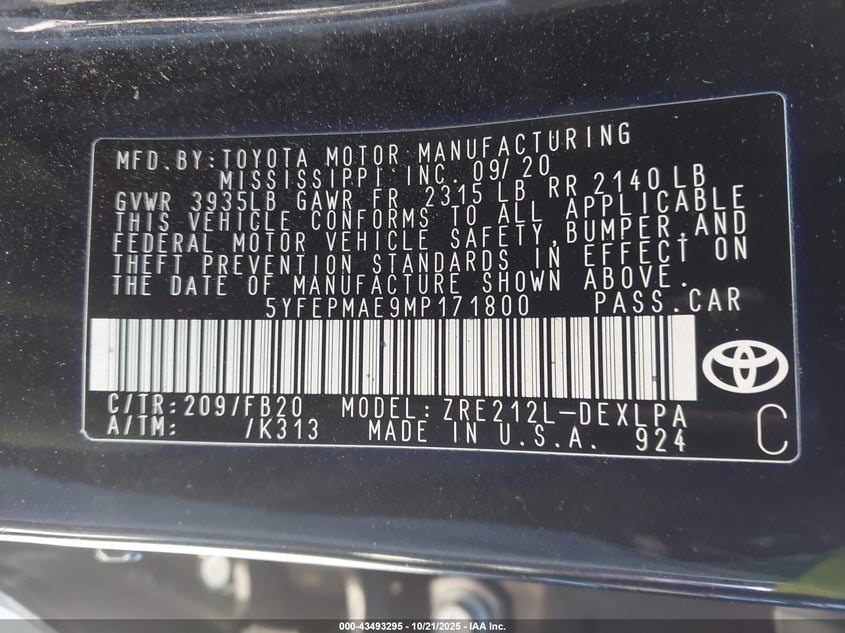 MFD.BY:TOYOTA MOTOR MANUFACTURING
MISSISSIPPI INC. 09/20
GVWR 3935LB GAWR FR 2315 LB RR 2140 LB
THIS VEHICLE CONFORMS TO ALL APPLICABLE
FEDERAL MOTOR VEHICLE SAFETY,BUMPER,AND
THEFT PREVENTION STANDARDS IN EFFECT ON
THE DATE OF MANUFACTURE SHOWN ABOVE.
5YFEPMAE9MP171800 PASS.CAR
C/TR:209/FB20 MODEL: ZRE212L-DEXLPA
A/TM: /K313 MADE IN U.S.A. 924
C
000-43493295 - 10/21/2025 - IAA Inc.